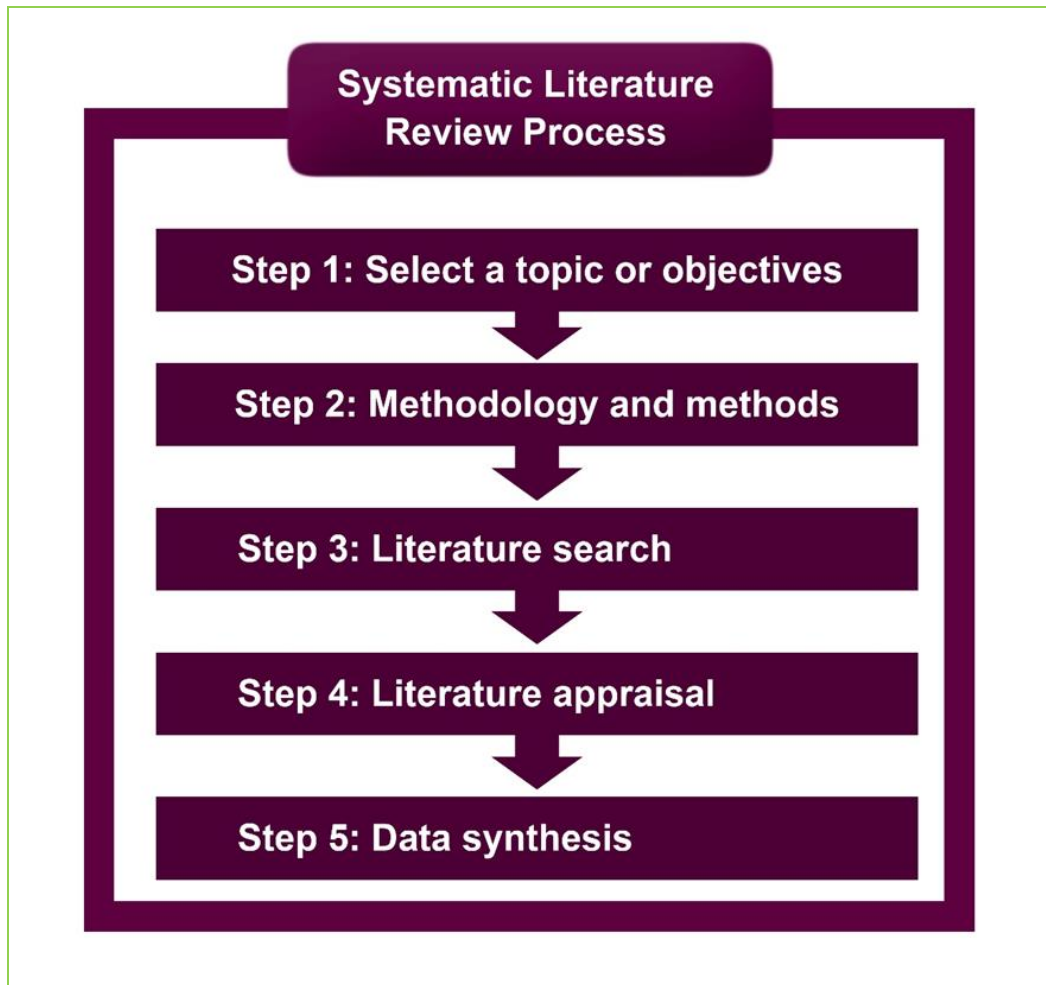 Systematic Literature
Review Process
Step 1: Select a topic or objectives
Step 2: Methodology and methods
Step 3: Literature search
Step 4: Literature appraisal
Step 5: Data synthesis